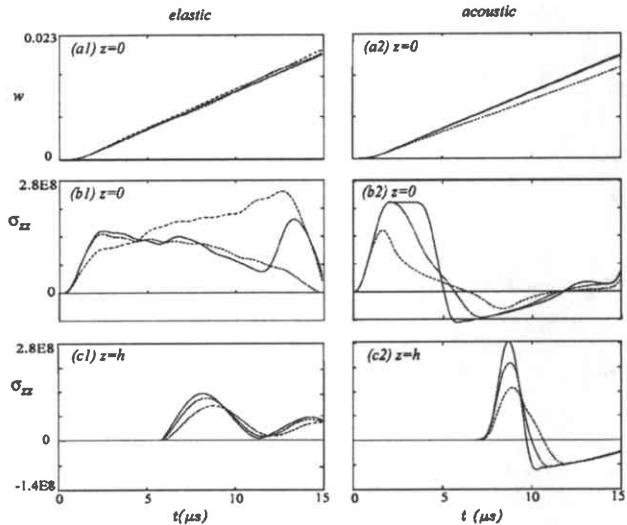 elastic acoustic
0.023
(a1) z=0 (a2) z=0
w
0
2.8E8
(b1) z=0 (b2) z=0
σzz
0
2.8E8
(c1) z=h (c2) z=h
σzz
0
-1.4E8
0 5 10 15 0 5 10 15
t(μs) t (μs)